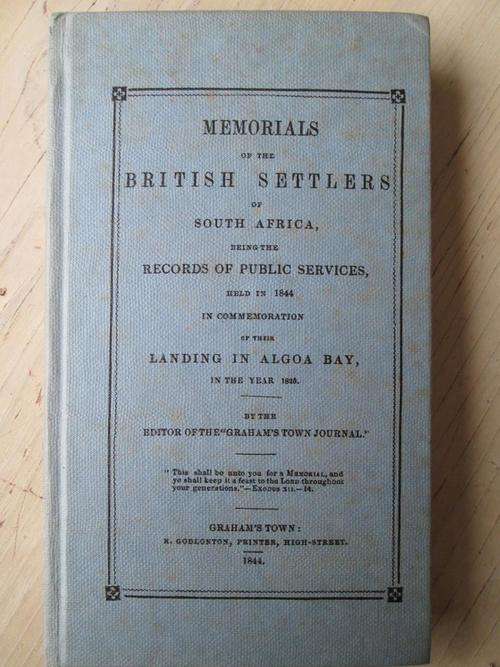 MEMORIALS
OF THE
BRITISH SETTLERS
OF
SOUTH AFRICA,
BEING THE
RECORDS OF PUBLIC SERVICES,
HELD IN 1844
IN COMMEMORATION
OF THEIR
LANDING IN ALGOA BAY,
IN THE YEAR
BY THE
EDITOR OF THE "GRAHAM'S TOWN JOURNAL."
"This shall be unto you for a MEMORIAL, and
ye shall keep it a feast to the LORD throughout
your generations."—EXODUS XII.—14.
GRAHAM'S TOWN:
R. GODLONTON, PRINTER, HIGH-STREET.
1844.